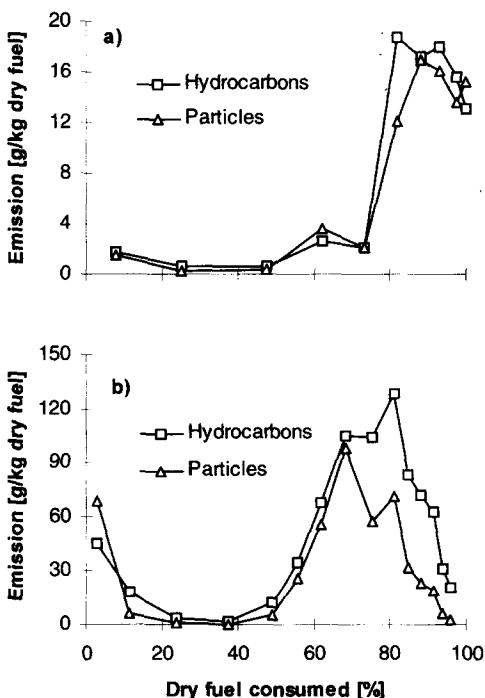 a)
Emission [g/kg dry fuel]
20
16
12
8
4
0
Hydrocarbons
Particles
b)
Emission [g/kg dry fuel]
150
120
90
60
30
0
Hydrocarbons
Particles
0 20 40 60 80 100
Dry fuel consumed [%]